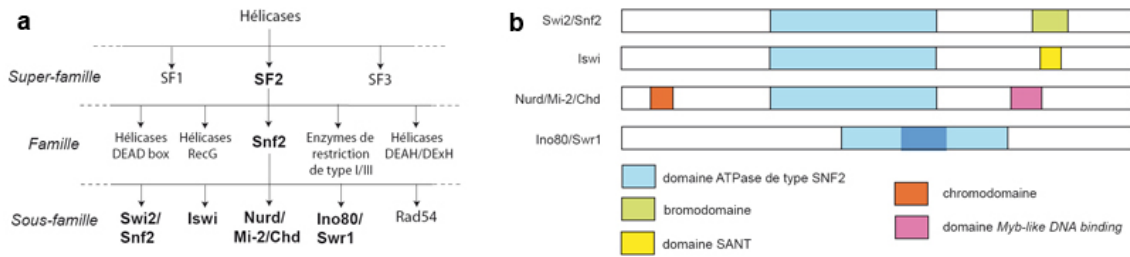 a
Hélicases
Super-famille
SF1
SF2
SF3
Famille
Hélicases
DEAD box
Hélicases
RecG
Snf2
Enzymes de
restriction
de type I/III
Hélicases
DEAH/DExH
Sous-famille
Swi2/
Snf2
Iswi
Nurd/
Mi-2/Chd
Ino80/
Swr1
Rad54
b
Swi2/Snf2
Iswi
Nurd/Mi-2/Chd
Ino80/Swr1
domaine ATPase de type SNF2
bromodomaine
domaine SANT
chromodomaine
domaine Myb-like DNA binding